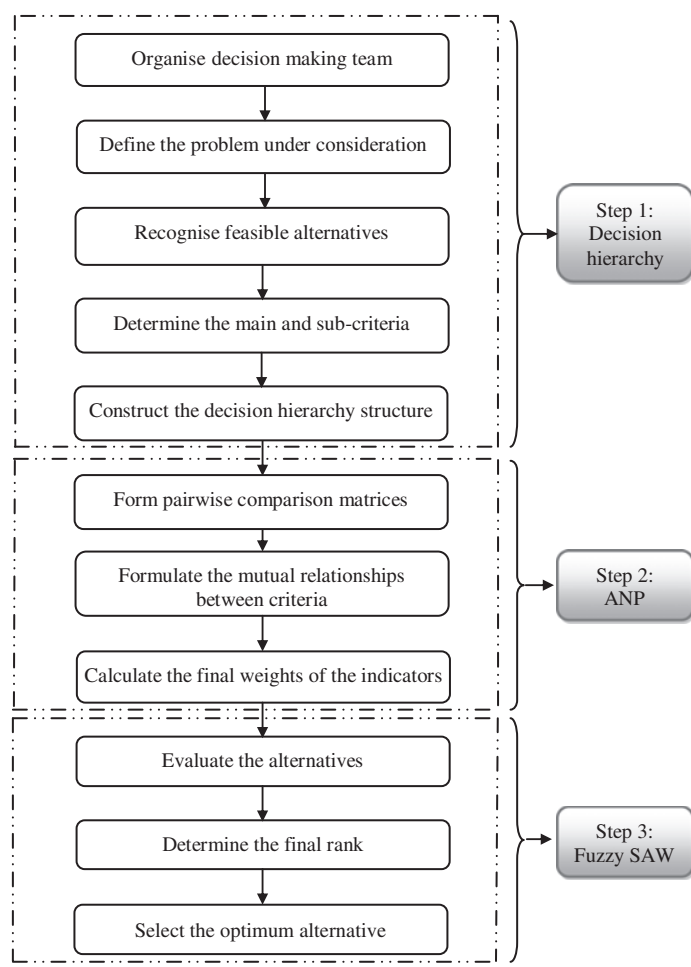 Organise decision making team
Define the problem under consideration
Recognise feasible alternatives
Determine the main and sub-criteria
Construct the decision hierarchy structure
Step 1:
Decision
hierarchy
Form pairwise comparison matrices
Formulate the mutual relationships
between criteria
Calculate the final weights of the indicators
Step 2:
ANP
Evaluate the alternatives
Determine the final rank
Select the optimum alternative
Step 3:
Fuzzy SAW